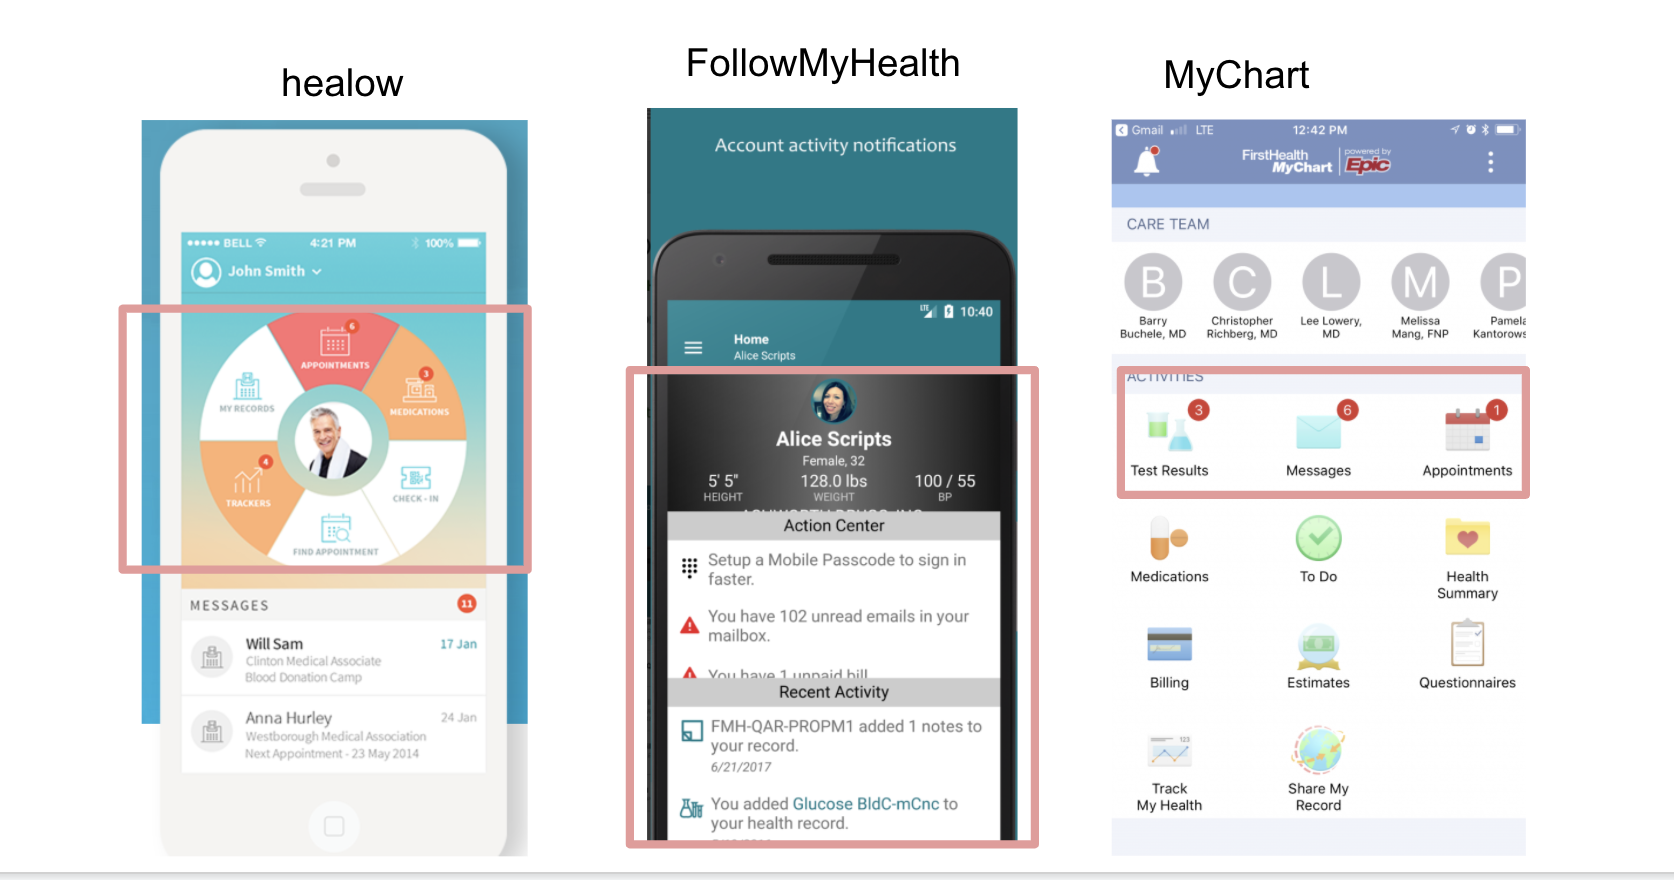 healow
●●●●● BELL 4:21 PM 100%
John Smith
6
APPOINTMENTS
3
MEDICATIONS
MY RECORDS
4
TRACKERS
CHECK - IN
FIND APPOINTMENT
MESSAGES 11
Will Sam 17 Jan
Clinton Medical Associate
Blood Donation Camp
Anna Hurley 24 Jan
Westborough Medical Association
Next Appointment - 23 May 2014
FollowMyHealth
Account activity notifications
LTE 10:40
Home
Alice Scripts
Alice Scripts
Female, 32
5' 5" 128.0 lbs 100 / 55
HEIGHT WEIGHT BP
Action Center
Setup a Mobile Passcode to sign in
faster.
You have 102 unread emails in your
mailbox.
You have 1 unpaid bill
Recent Activity
FMH-QAR-PROPM1 added 1 notes to
your record.
6/21/2017
You added Glucose BldC-mCnc to
your health record.
MyChart
Gmail LTE 12:42 PM
FirstHealth
MyChart
powered by
Epic
CARE TEAM
B C L M P
Barry
Buchele, MD
Christopher
Richberg, MD
Lee Lowery,
MD
Melissa
Mang, FNP
Pamela
Kantorows
ACTIVITIES
3 6 1
Test Results Messages Appointments
Medications To Do Health
Summary
Billing Estimates Questionnaires
123
Track
My Health
Share My
Record